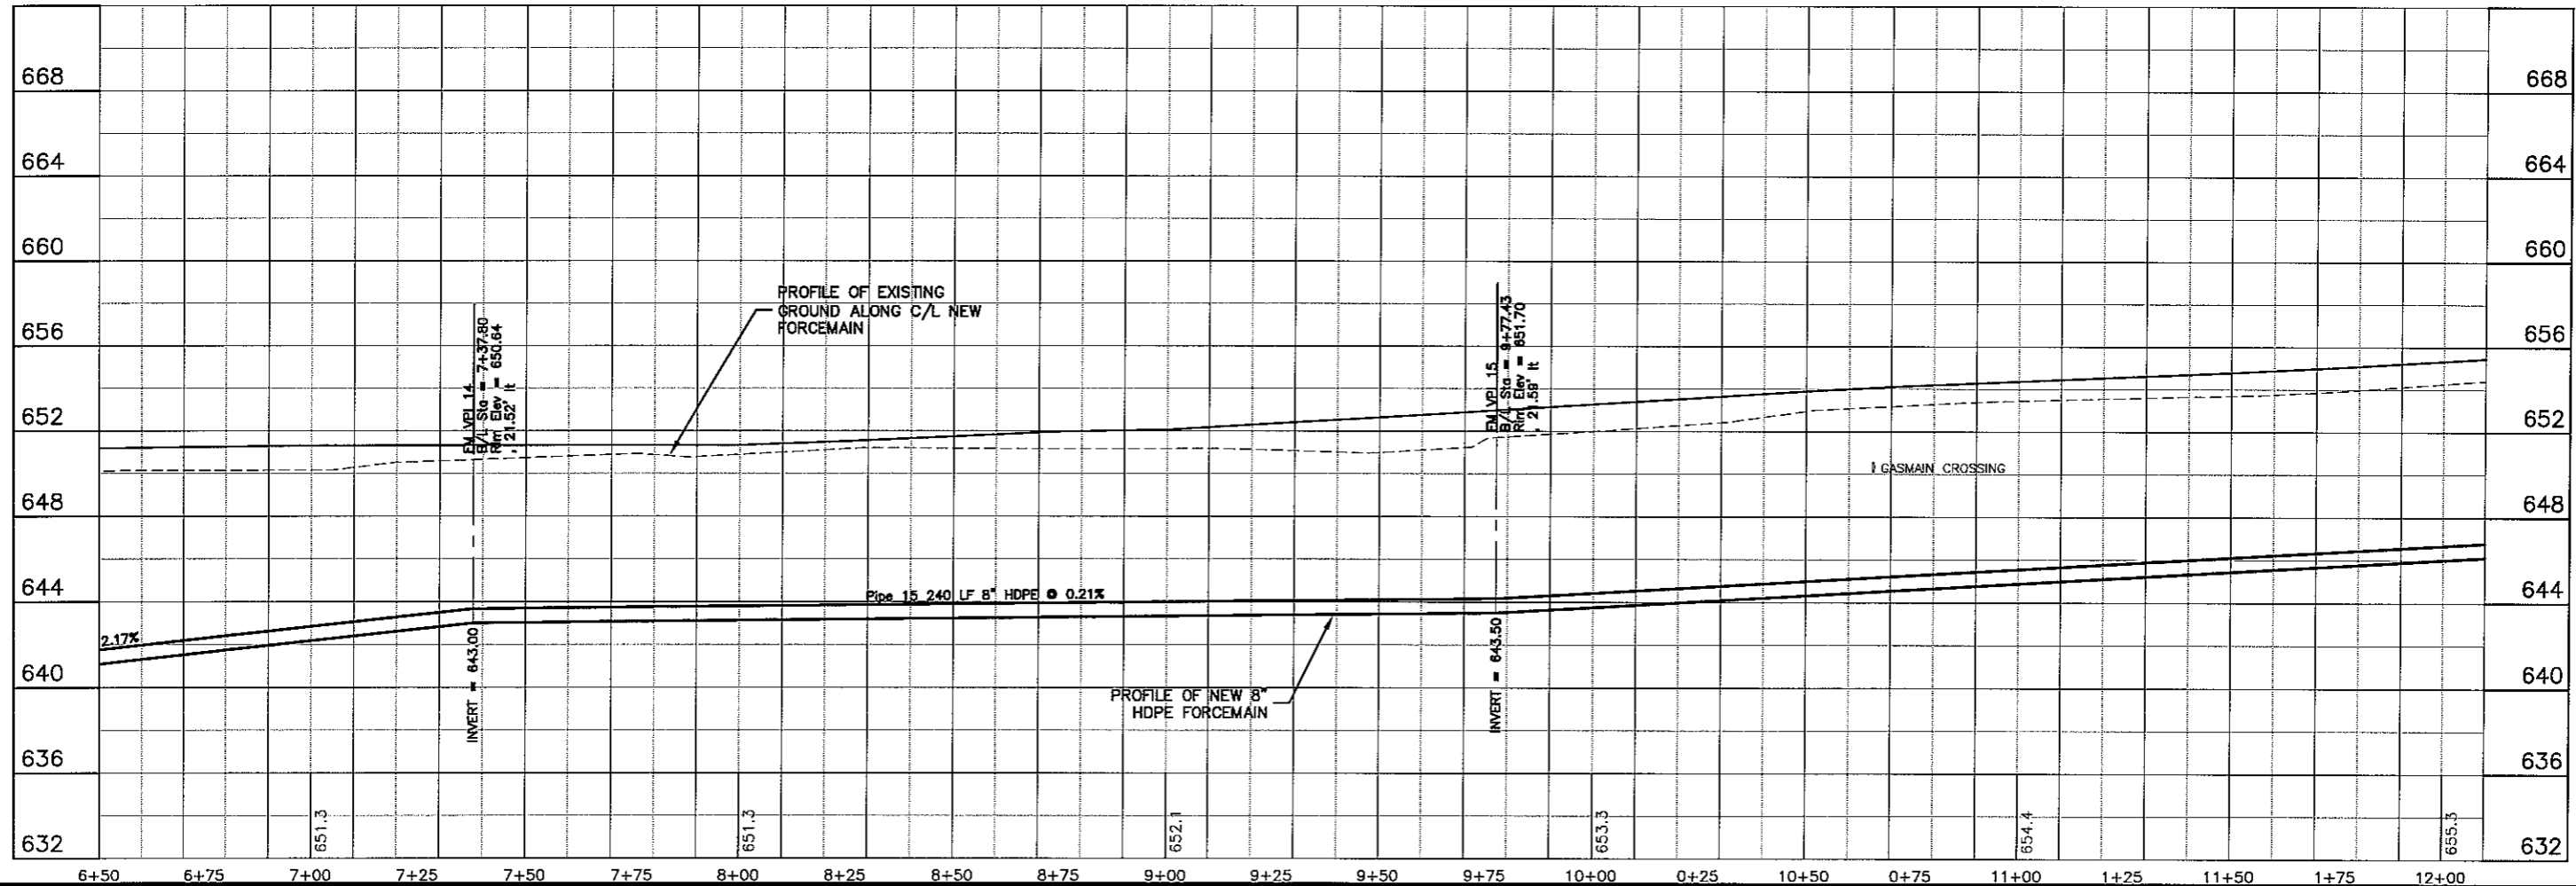 668
668
664
664
660
660
PROFILE OF EXISTING
GROUND ALONG C/L NEW
FORCEMAIN
656
656
FM VPI 14
B/L Sta = 7+37.80
Rim Elev = 650.64
, 21.52' lt
FM VPI 15
B/L Sta = 9+77.43
Rim Elev = 651.70
, 21.59' lt
652
652
GASMAIN CROSSING
648
648
644
644
Pipe 15 240 LF 8" HDPE @ 0.21%
2.17%
INVERT = 643.00
INVERT = 643.50
640
640
PROFILE OF NEW 8"
HDPE FORCEMAIN
636
636
651.3
651.3
652.1
653.3
654.4
655.3
632
632
6+50 6+75 7+00 7+25 7+50 7+75 8+00 8+25 8+50 8+75 9+00 9+25 9+50 9+75 10+00 0+25 10+50 0+75 11+00 1+25 11+50 1+75 12+00